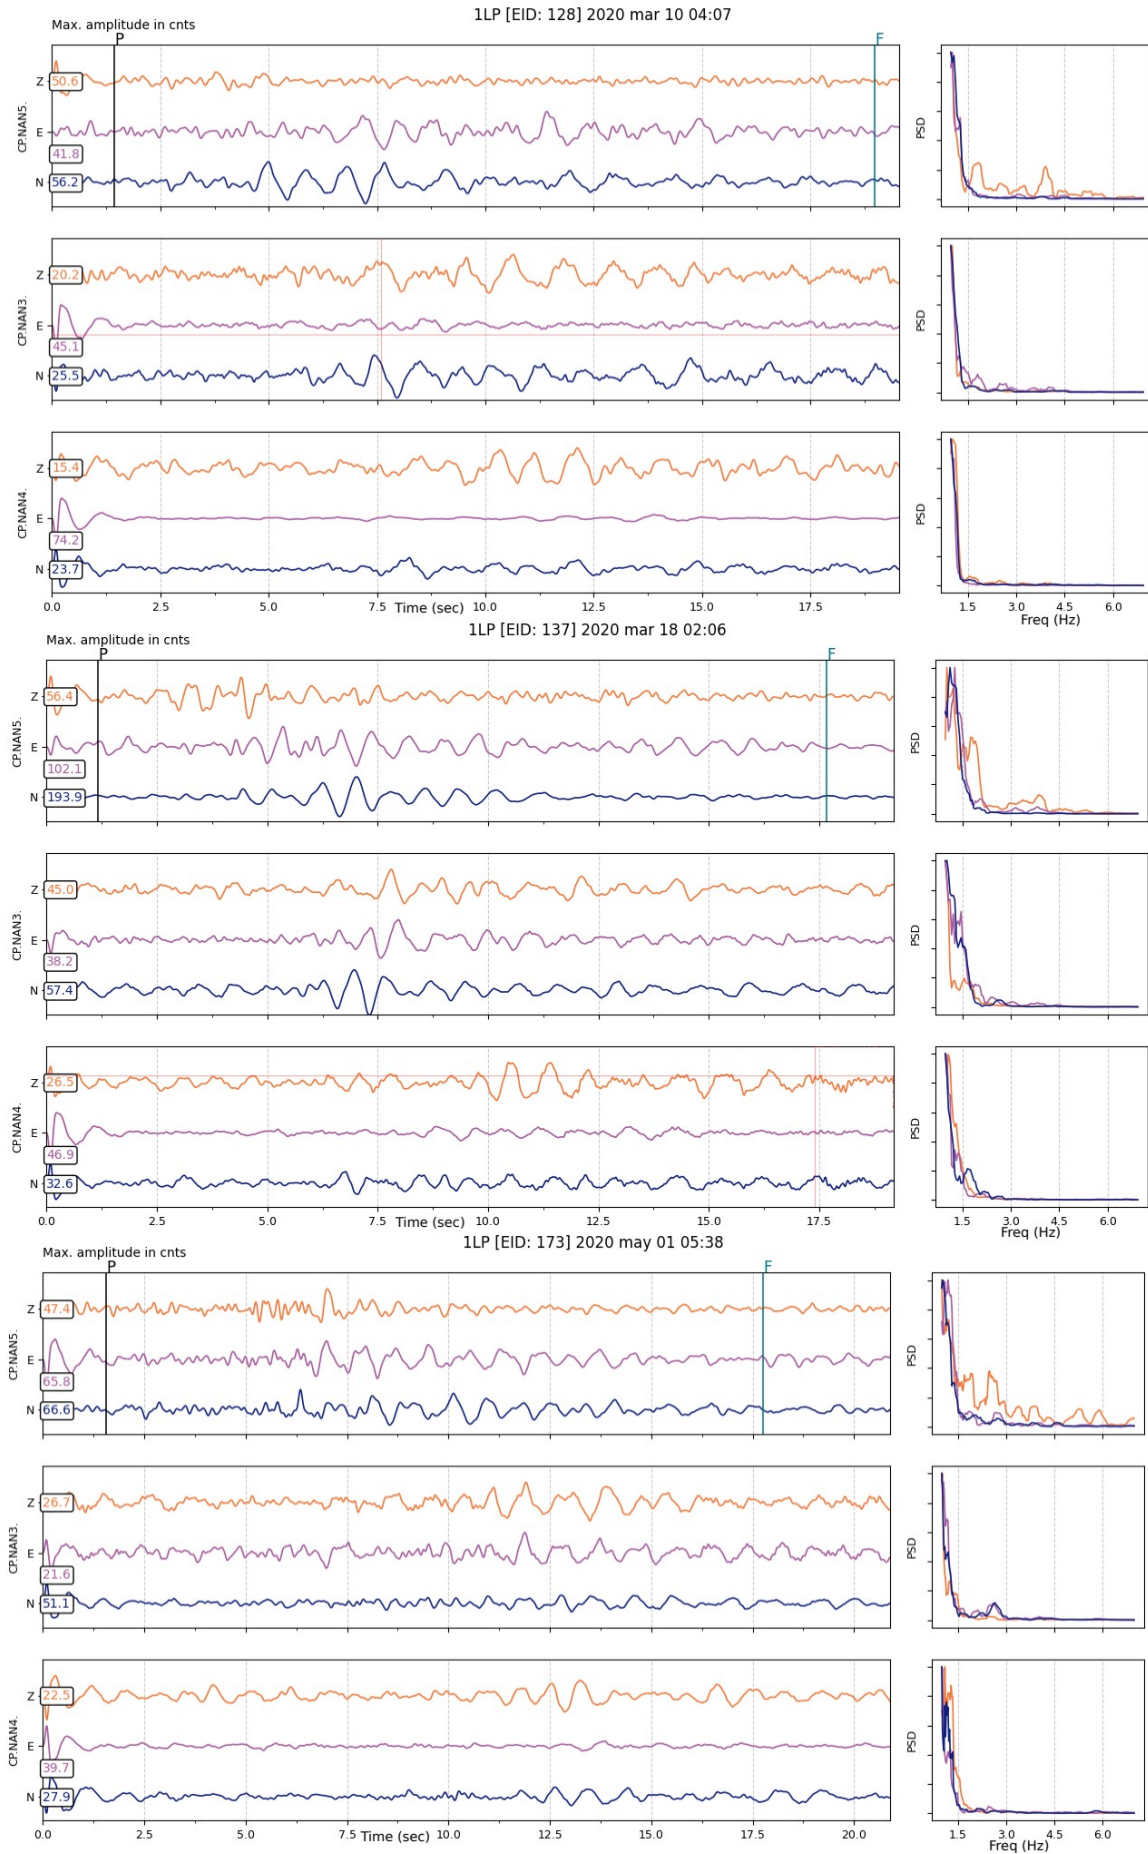 1LP [EID: 128] 2020 mar 10 04:07
Max. amplitude in cnts
P
F
CP.NAN5.
Z 50.6
E 41.8
N 56.2
PSD
CP.NAN3.
Z 20.2
E 45.1
N 25.5
PSD
CP.NAN4.
Z 15.4
E 74.2
N 23.7
PSD
0.0 2.5 5.0 7.5 10.0 12.5 15.0 17.5
Time (sec)
1.5 3.0 4.5 6.0
Freq (Hz)
1LP [EID: 137] 2020 mar 18 02:06
Max. amplitude in cnts
P
F
CP.NAN5.
Z 56.4
E 102.1
N 193.9
PSD
CP.NAN3.
Z 45.0
E 38.2
N 57.4
PSD
CP.NAN4.
Z 26.5
E 46.9
N 32.6
PSD
0.0 2.5 5.0 7.5 10.0 12.5 15.0 17.5
Time (sec)
1.5 3.0 4.5 6.0
Freq (Hz)
1LP [EID: 173] 2020 may 01 05:38
Max. amplitude in cnts
P
F
CP.NAN5.
Z 47.4
E 65.8
N 66.6
PSD
CP.NAN3.
Z 26.7
E 21.6
N 51.1
PSD
CP.NAN4.
Z 22.5
E 39.7
N 27.9
PSD
0.0 2.5 5.0 7.5 10.0 12.5 15.0 17.5 20.0
Time (sec)
1.5 3.0 4.5 6.0
Freq (Hz)